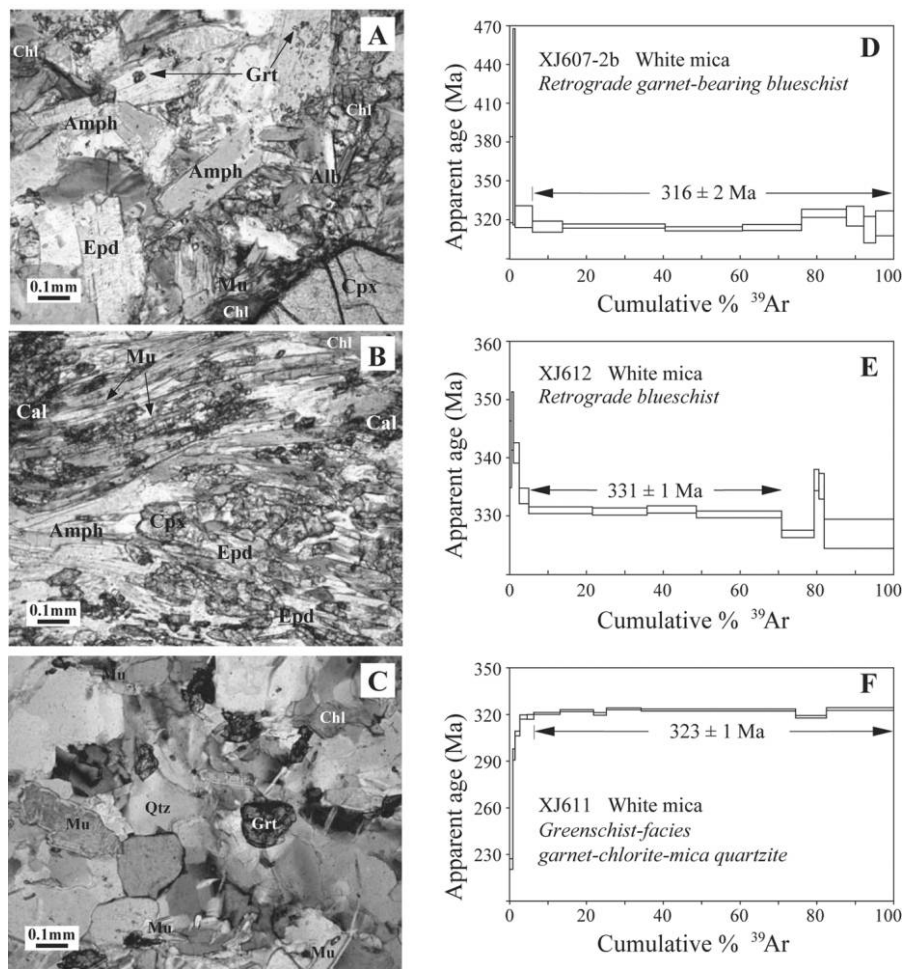 A
Chl
Grt
Amph
Chl
Amph
Alb
Epd
Mu
Cpx
Chl
0.1mm
B
Chl
Mu
Cal
Cal
Amph
Cpx
Epd
Epd
0.1mm
C
Mu
Chl
Qtz
Mu
Grt
Mu
Mu
0.1mm
D
XJ607-2b White mica
Retrograde garnet-bearing blueschist
316 ± 2 Ma
Apparent age (Ma)
470
440
410
380
350
320
0 20 40 60 80 100
Cumulative % ³⁹Ar
E
XJ612 White mica
Retrograde blueschist
331 ± 1 Ma
Apparent age (Ma)
360
350
340
330
0 20 40 60 80 100
Cumulative % ³⁹Ar
F
323 ± 1 Ma
XJ611 White mica
Greenschist-facies
garnet-chlorite-mica quartzite
Apparent age (Ma)
350
320
290
260
230
0 20 40 60 80 100
Cumulative % ³⁹Ar